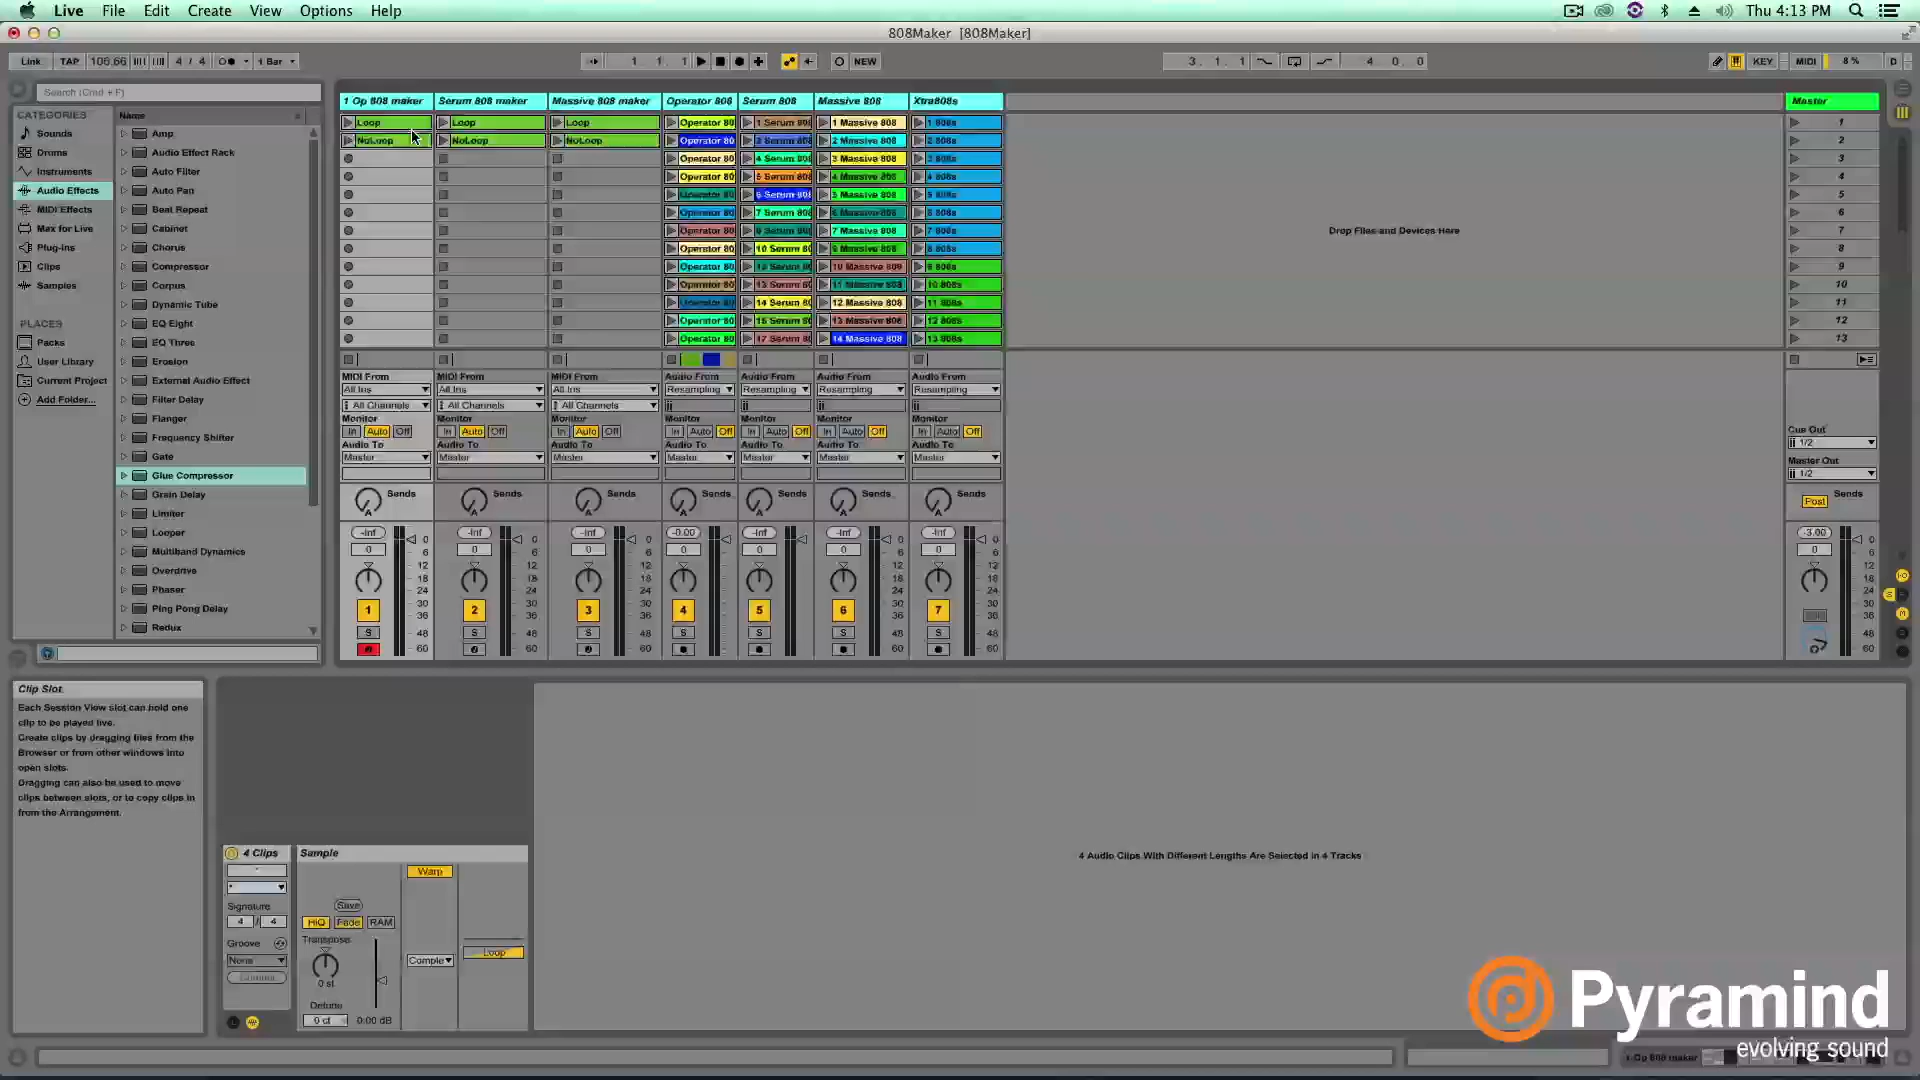 Live File Edit Create View Options Help Thu 4:13 PM
808Maker [808Maker]
Link TAP 106.66 4 / 4 1 Bar 1. 1. 1 NEW 3. 1. 1 4. 0. 0 KEY MIDI 8 % D
Search (Cmd + F)
CATEGORIES
Sounds
Drums
Instruments
Audio Effects
MIDI Effects
Max for Live
Plug-ins
Clips
Samples
PLACES
Packs
User Library
Current Project
Add Folder...
Name
Amp
Audio Effect Rack
Auto Filter
Auto Pan
Beat Repeat
Cabinet
Chorus
Compressor
Corpus
Dynamic Tube
EQ Eight
EQ Three
Erosion
External Audio Effect
Filter Delay
Flanger
Frequency Shifter
Gate
Glue Compressor
Grain Delay
Limiter
Looper
Multiband Dynamics
Overdrive
Phaser
Ping Pong Delay
Redux
1 Op 808 maker Serum 808 maker Massive 808 maker Operator 808 Serum 808 Massive 808 Xtra808s Master
Loop Loop Loop Operator 80 1 Serum 808 1 Massive 808 1 808s 1
NoLoop NoLoop NoLoop Operator 80 Serum 808 2 Massive 808 2 808s 2
Operator 80 4 Serum 808 3 Massive 808 3 808s 3
Operator 80 5 Serum 808 4 Massive 808 4 808s 4
Operator 80 6 Serum 808 5 Massive 808 5 808s 5
Operator 80 7 Serum 808 6 Massive 808 6 808s 6
Operator 80 Serum 808 7 Massive 808 7 808s 7
Operator 80 10 Serum 80 Massive 808 8 808s 8
Operator 80 Serum 80 10 Massive 808 9 808s 9
Operator 80 13 Serum 80 11 Massive 808 10 808s 10
Operator 80 14 Serum 80 12 Massive 808 11 808s 11
Operator 80 15 Serum 80 13 Massive 808 12 808s 12
Operator 80 17 Serum 80 14 Massive 808 13 808s 13
Drop Files and Devices Here
MIDI From MIDI From MIDI From Audio From Audio From Audio From Audio From
All Ins All Ins All Ins Resampling Resampling Resampling Resampling
All Channels All Channels All Channels
Monitor Monitor Monitor Monitor Monitor Monitor Monitor
In Auto Off In Auto Off In Auto Off In Auto Off In Auto Off In Auto Off In Auto Off
Audio To Audio To Audio To Audio To Audio To Audio To Audio To
Master Master Master Master Master Master Master
Cue Out
1/2
Master Out
1/2
Sends Sends Sends Sends Sends Sends Sends Sends
A A A A A A A Post
-Inf -Inf -Inf -0.00 -Inf -Inf -Inf -3.00
0 0 0 0 0 0 0 0
0 6 12 18 24 30 36 48 60
1 2 3 4 5 6 7
S S S S S S S
Clip Slot
Each Session View slot can hold one
clip to be played live.
Create clips by dragging files from the
Browser or from other windows into
open slots.
Dragging can also be used to move
clips between slots, or to copy clips in
from the Arrangement.
4 Clips Sample
Warp
Signature
4 / 4
Save
HiQ Fade RAM
Groove
None
Transpose
0 st
Comple
Loop
Detune
0 ct 0.00 dB
4 Audio Clips With Different Lengths Are Selected in 4 Tracks
Pyramind
evolving sound
1-Op 808 maker